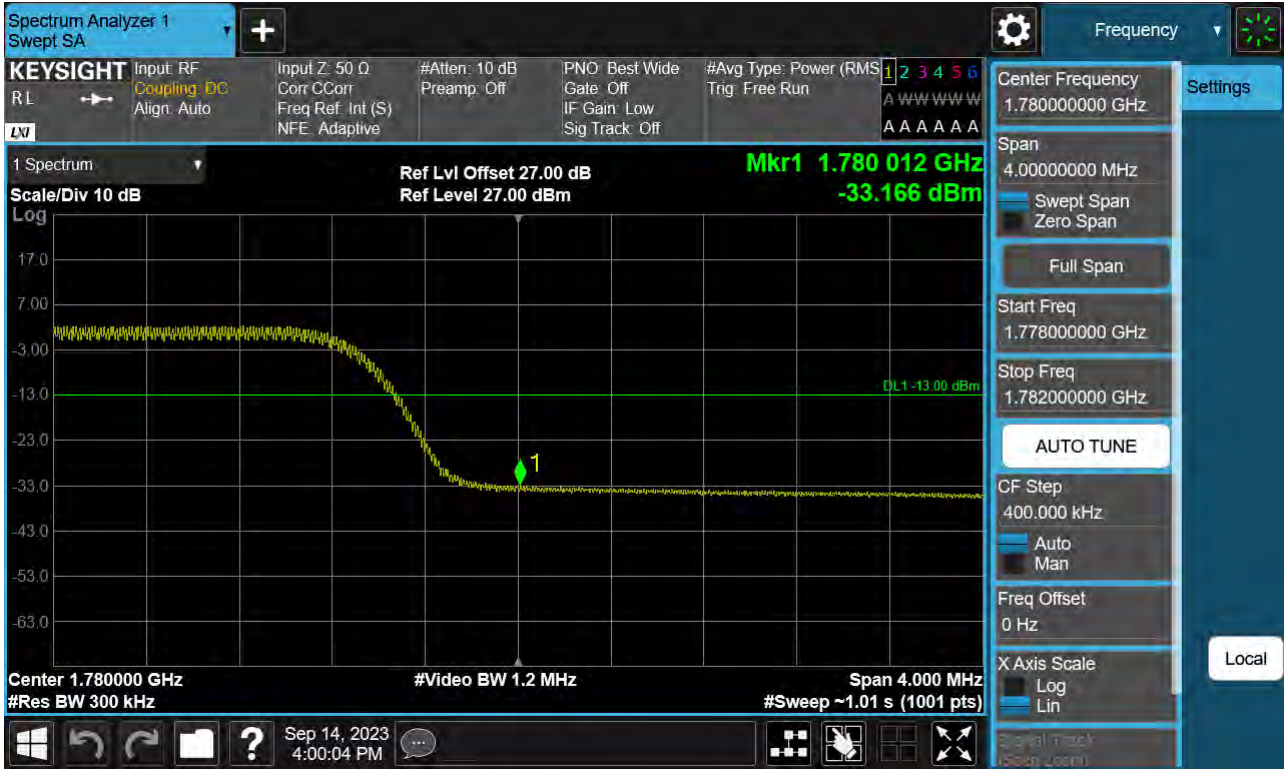 Spectrum Analyzer 1
Swept SA
+
Frequency
KEYSIGHT
R L
LXI
Input: RF
Coupling: DC
Align: Auto
Input Z: 50 Ω
Corr CCorr
Freq Ref: Int (S)
NFE: Adaptive
#Atten: 10 dB
Preamp: Off
PNO: Best Wide
Gate: Off
IF Gain: Low
Sig Track: Off
#Avg Type: Power (RMS
Trig: Free Run
1 2 3 4 5 6
A W W W W W
A A A A A A
1 Spectrum
Scale/Div 10 dB
Log
Ref Lvl Offset 27.00 dB
Ref Level 27.00 dBm
Mkr1 1.780 012 GHz
-33.166 dBm
17.0
7.00
-3.00
-13.0
-23.0
-33.0
-43.0
-53.0
-63.0
DL1 -13.00 dBm
1
Center 1.780000 GHz
#Res BW 300 kHz
#Video BW 1.2 MHz
Span 4.000 MHz
#Sweep ~1.01 s (1001 pts)
Center Frequency
1.780000000 GHz
Span
4.00000000 MHz
Swept Span
Zero Span
Full Span
Start Freq
1.778000000 GHz
Stop Freq
1.782000000 GHz
AUTO TUNE
CF Step
400.000 kHz
Auto
Man
Freq Offset
0 Hz
X Axis Scale
Log
Lin
Signal Track
(Span Zoom)
Settings
Local
?
Sep 14, 2023
4:00:04 PM